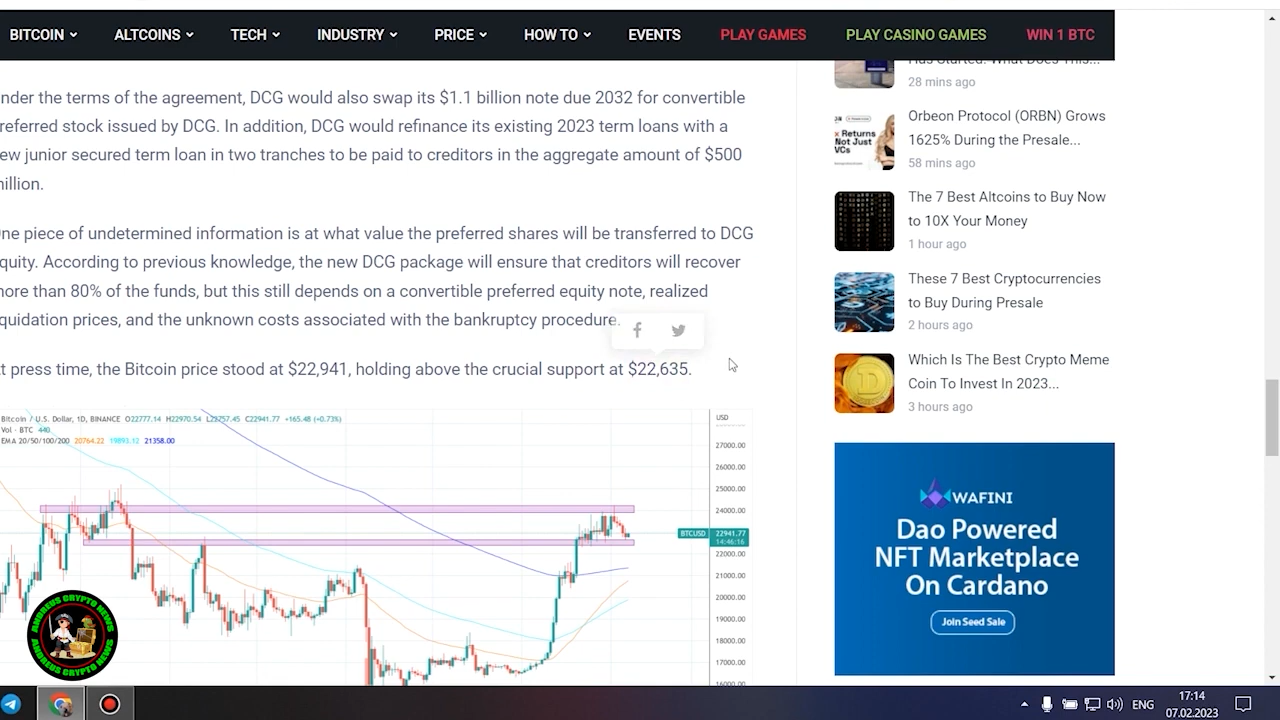 BITCOIN
ALTCOINS
TECH
INDUSTRY
PRICE
HOW TO
EVENTS
PLAY GAMES
PLAY CASINO GAMES
WIN 1 BTC
nder the terms of the agreement, DCG would also swap its $1.1 billion note due 2032 for convertible
referred stock issued by DCG. In addition, DCG would refinance its existing 2023 term loans with a
ew junior secured term loan in two tranches to be paid to creditors in the aggregate amount of $500
nillion.
ne piece of undetermined information is at what value the preferred shares will be transferred to DCG
quity. According to previous knowledge, the new DCG package will ensure that creditors will recover
nore than 80% of the funds, but this still depends on a convertible preferred equity note, realized
quidation prices, and the unknown costs associated with the bankruptcy procedure.
t press time, the Bitcoin price stood at $22,941, holding above the crucial support at $22,635.
Bitcoin / U.S. Dollar, 1D, BINANCE O22777.14 H22970.54 L22757.45 C22941.77 +165.48 (+0.73%)
Vol · BTC 440
EMA 20/50/100/200 20764.22 19893.12 21358.00
USD
27000.00
26000.00
25000.00
24000.00
BTCUSD 22941.77
14:46:16
22000.00
21000.00
20000.00
19000.00
18000.00
17000.00
16000.00
Has Started. What Does This...
28 mins ago
Returns
Not Just
VCs
Orbeon Protocol (ORBN) Grows
1625% During the Presale...
58 mins ago
The 7 Best Altcoins to Buy Now
to 10X Your Money
1 hour ago
These 7 Best Cryptocurrencies
to Buy During Presale
2 hours ago
Which Is The Best Crypto Meme
Coin To Invest In 2023...
3 hours ago
WAFINI
Dao Powered
NFT Marketplace
On Cardano
Join Seed Sale
ANDREUS CRYPTO NEWS
ANDREUS CRYPTO NEWS
ENG
17:14
07.02.2023